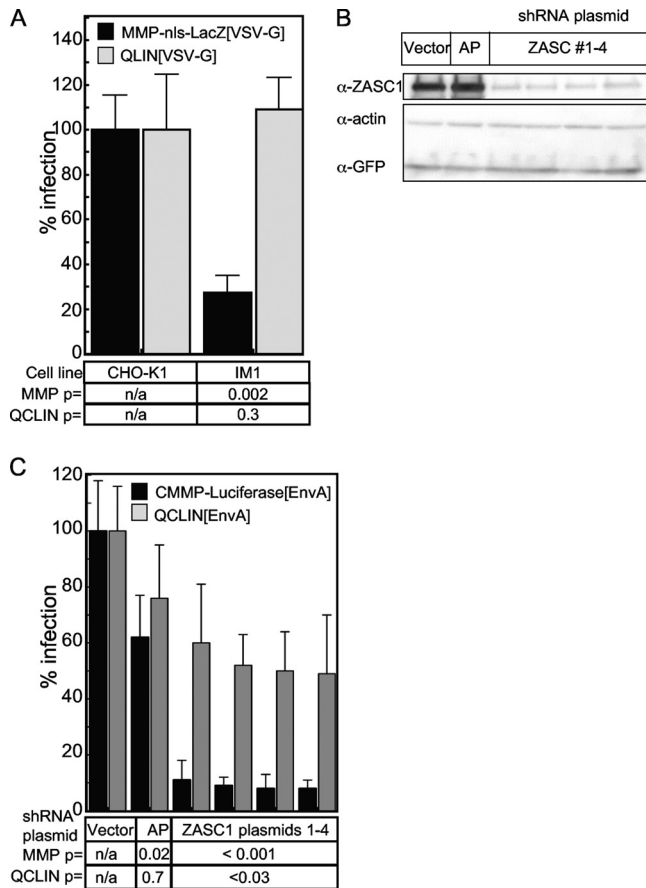 A
MMP-nls-LacZ[VSV-G]
QLIN[VSV-G]
% infection
140
120
100
80
60
40
20
0
Cell line CHO-K1 IM1
MMP p= n/a 0.002
QCLIN p= n/a 0.3
B
shRNA plasmid
Vector AP ZASC #1-4
α-ZASC1
α-actin
α-GFP
C
CMMP-Luciferase[EnvA]
QCLIN[EnvA]
% infection
120
100
80
60
40
20
0
shRNA
plasmid Vector AP ZASC1 plasmids 1-4
MMP p= n/a 0.02 < 0.001
QCLIN p= n/a 0.7 <0.03